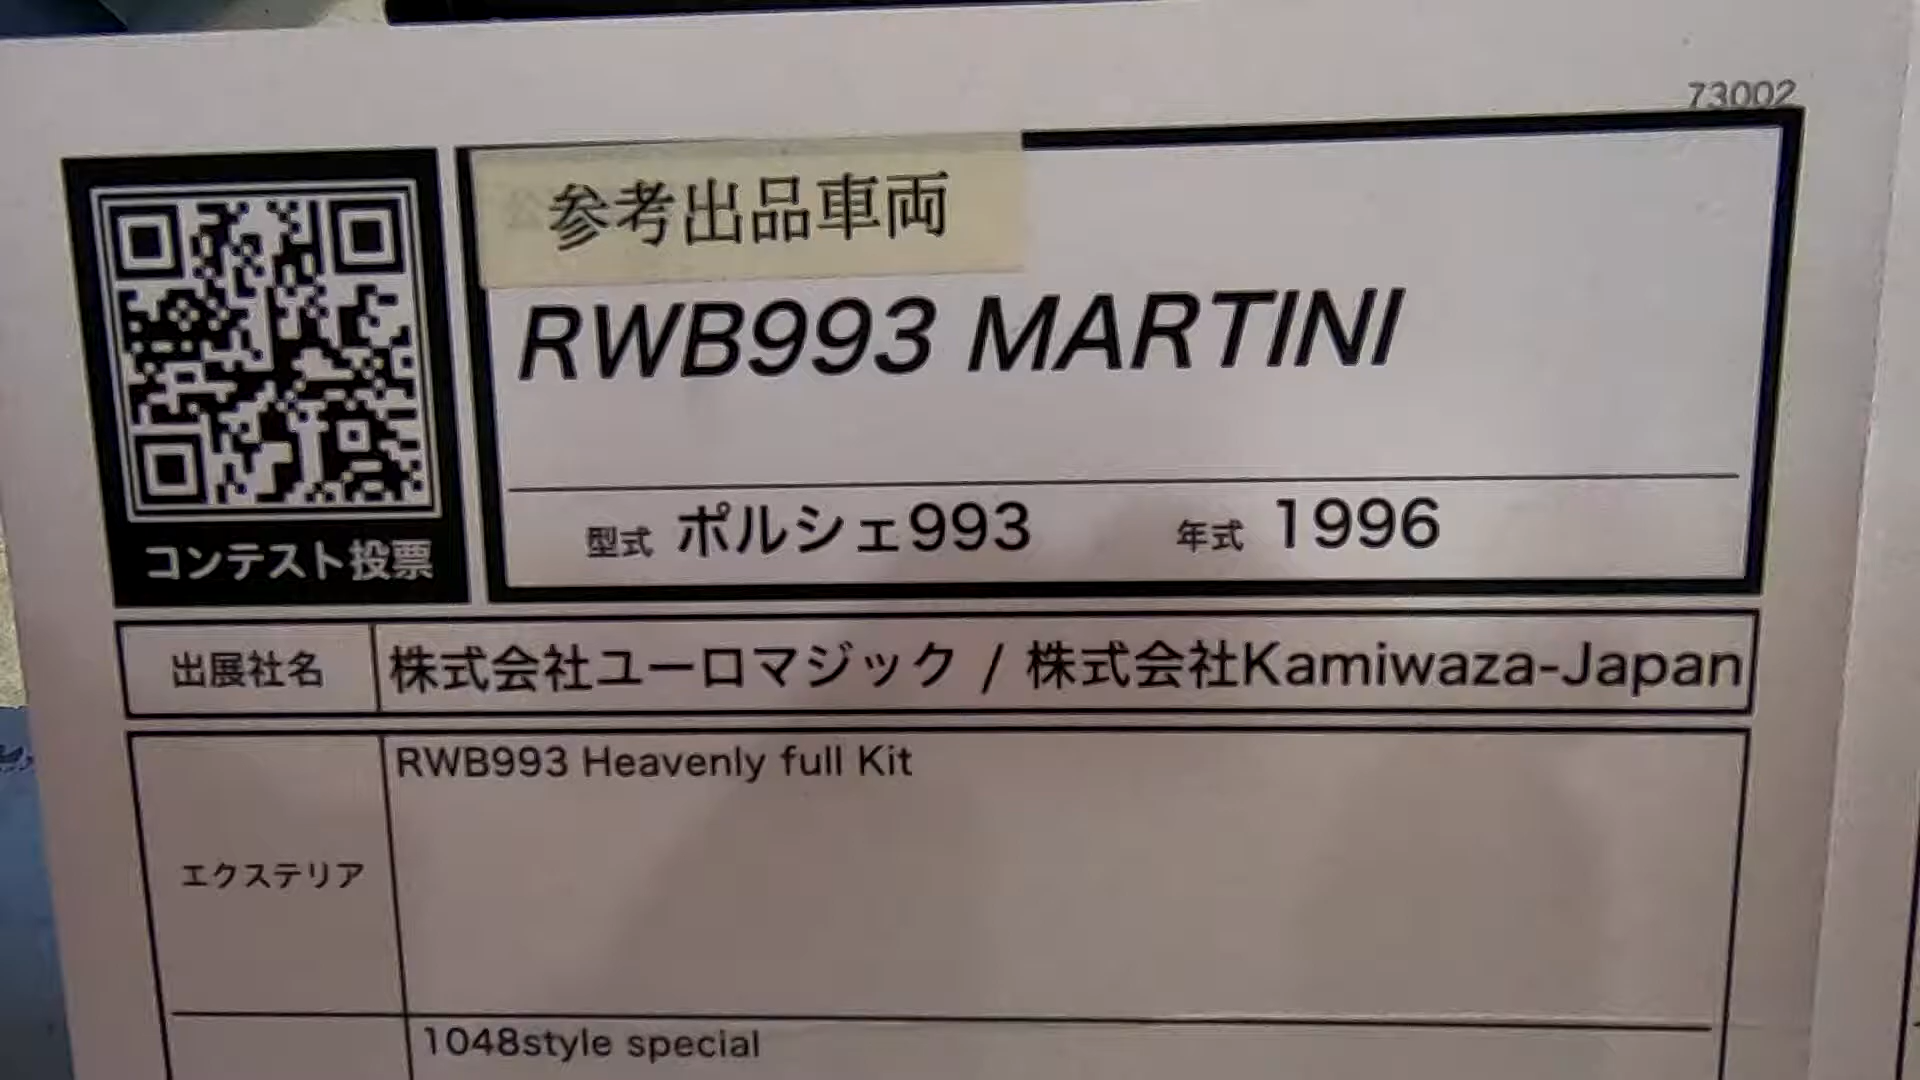 73002
参考出品車両
RWB993 MARTINI
型式 ポルシェ993 年式 1996
コンテスト投票
出展社名 株式会社ユーロマジック / 株式会社Kamiwaza-Japan
エクステリア RWB993 Heavenly full Kit
1048style special